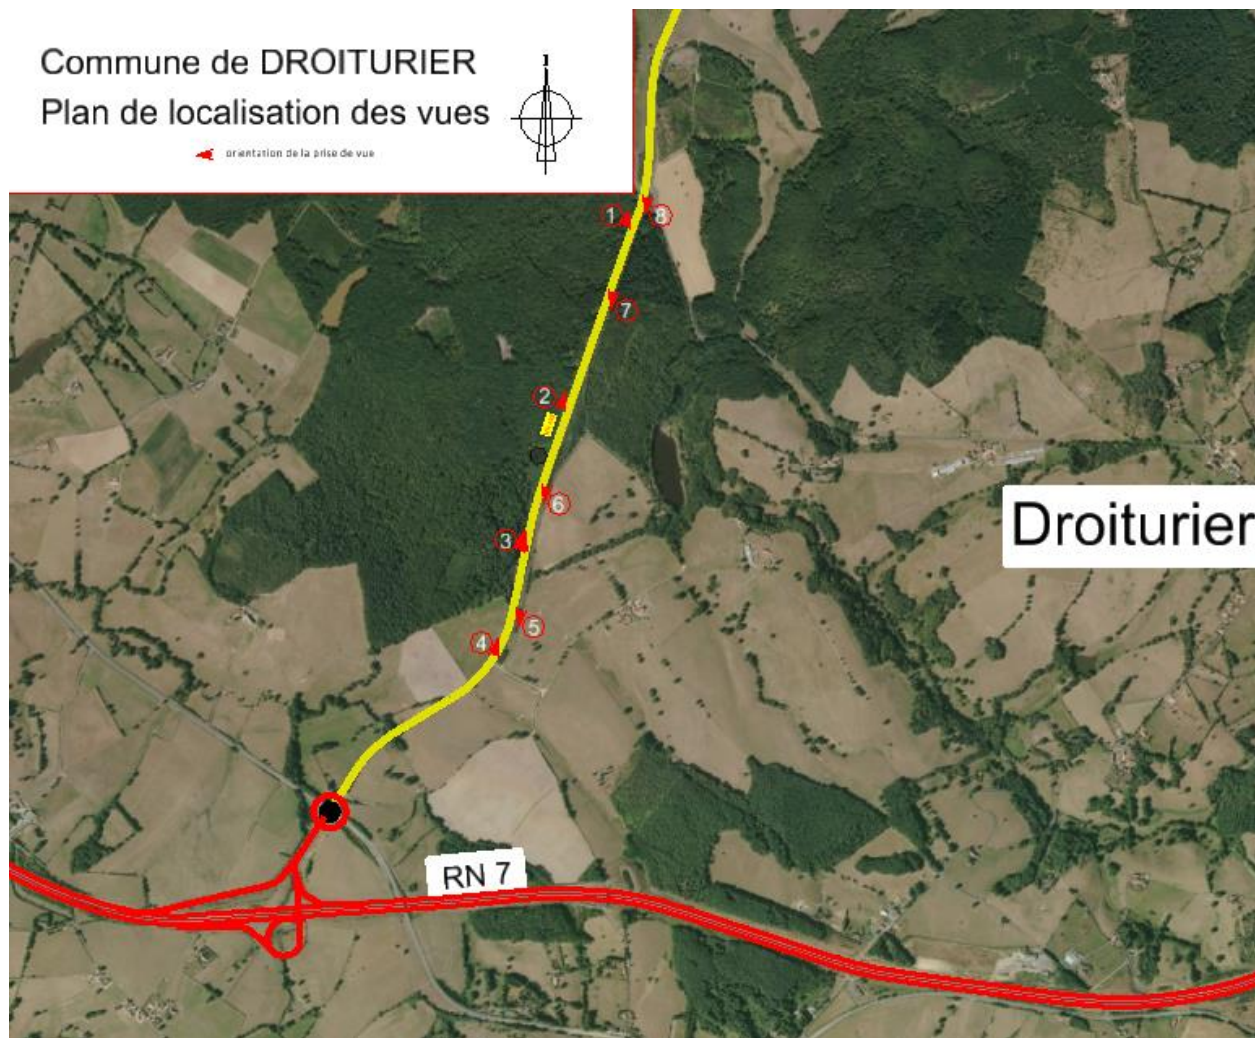 Commune de DROITURIER
Plan de localisation des vues
orientation de la prise de vue
1
8
7
2
6
3
5
4
Droiturier
RN 7